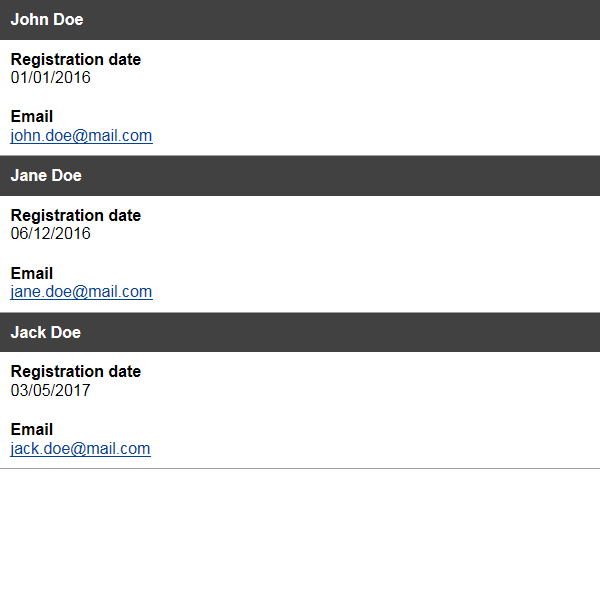 John Doe
Registration date
01/01/2016
Email
john.doe@mail.com
Jane Doe
Registration date
06/12/2016
Email
jane.doe@mail.com
Jack Doe
Registration date
03/05/2017
Email
jack.doe@mail.com